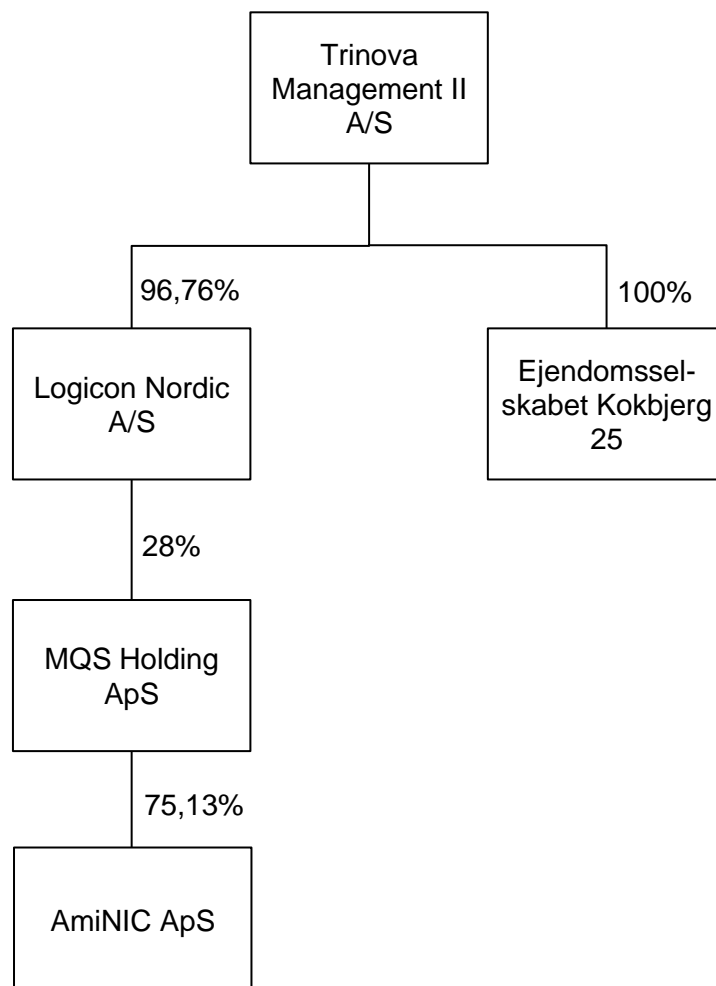 Trinova
Management II
A/S
96,76%
100%
Logicon Nordic
A/S
Ejendomssel-
skabet Kokbjerg
25
28%
MQS Holding
ApS
75,13%
AmiNIC ApS